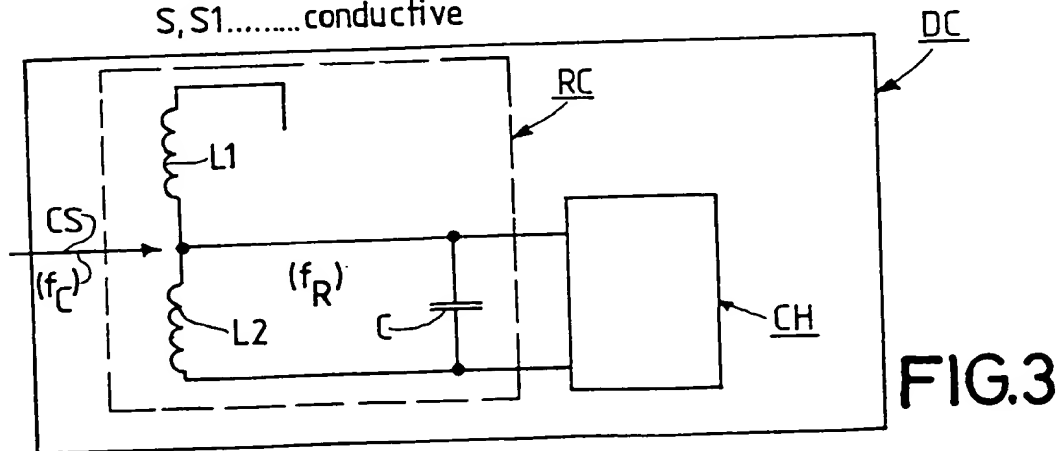 S, S1.........conductive
DC
RC
L1
CS
(fC)
(fR)
L2
C
CH
FIG.3